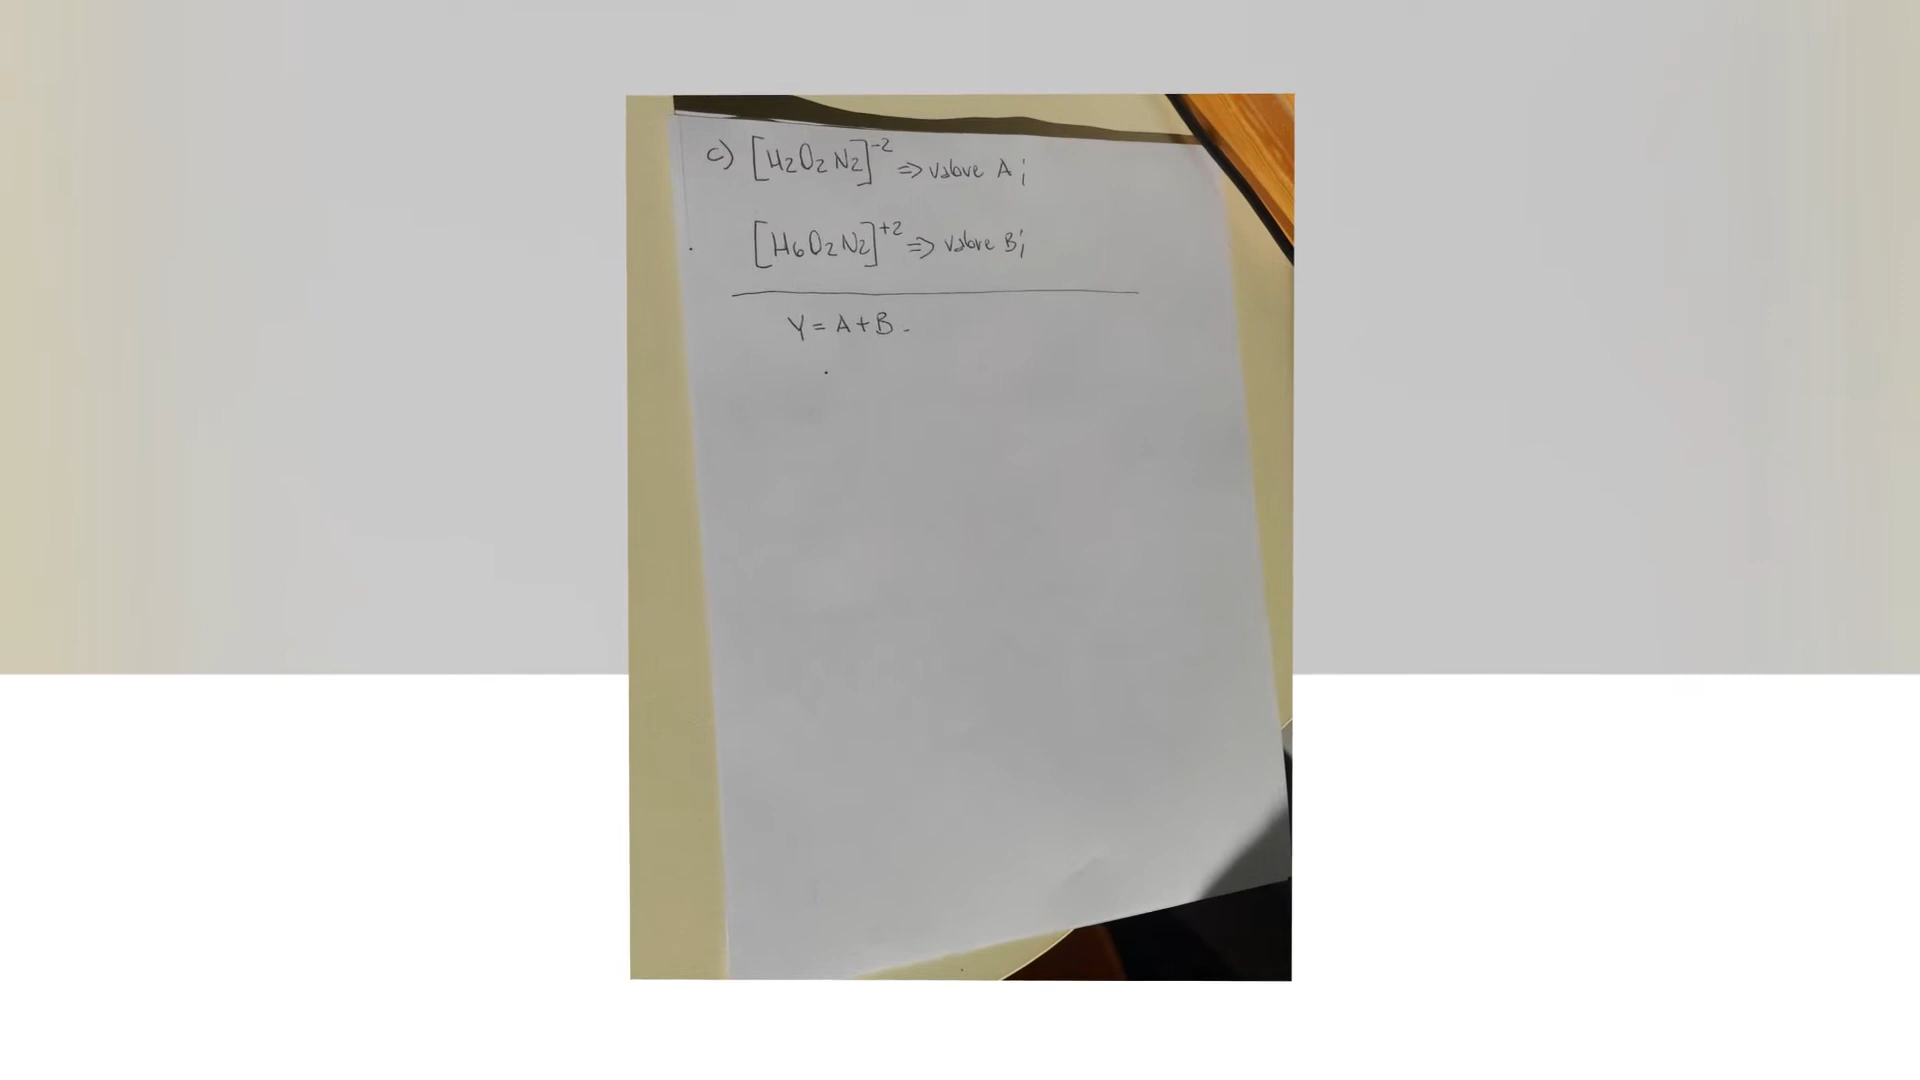 c) [H2O2N2]^-2 => valore A;
[H6O2N2]^+2 => valore B;
Y = A + B.